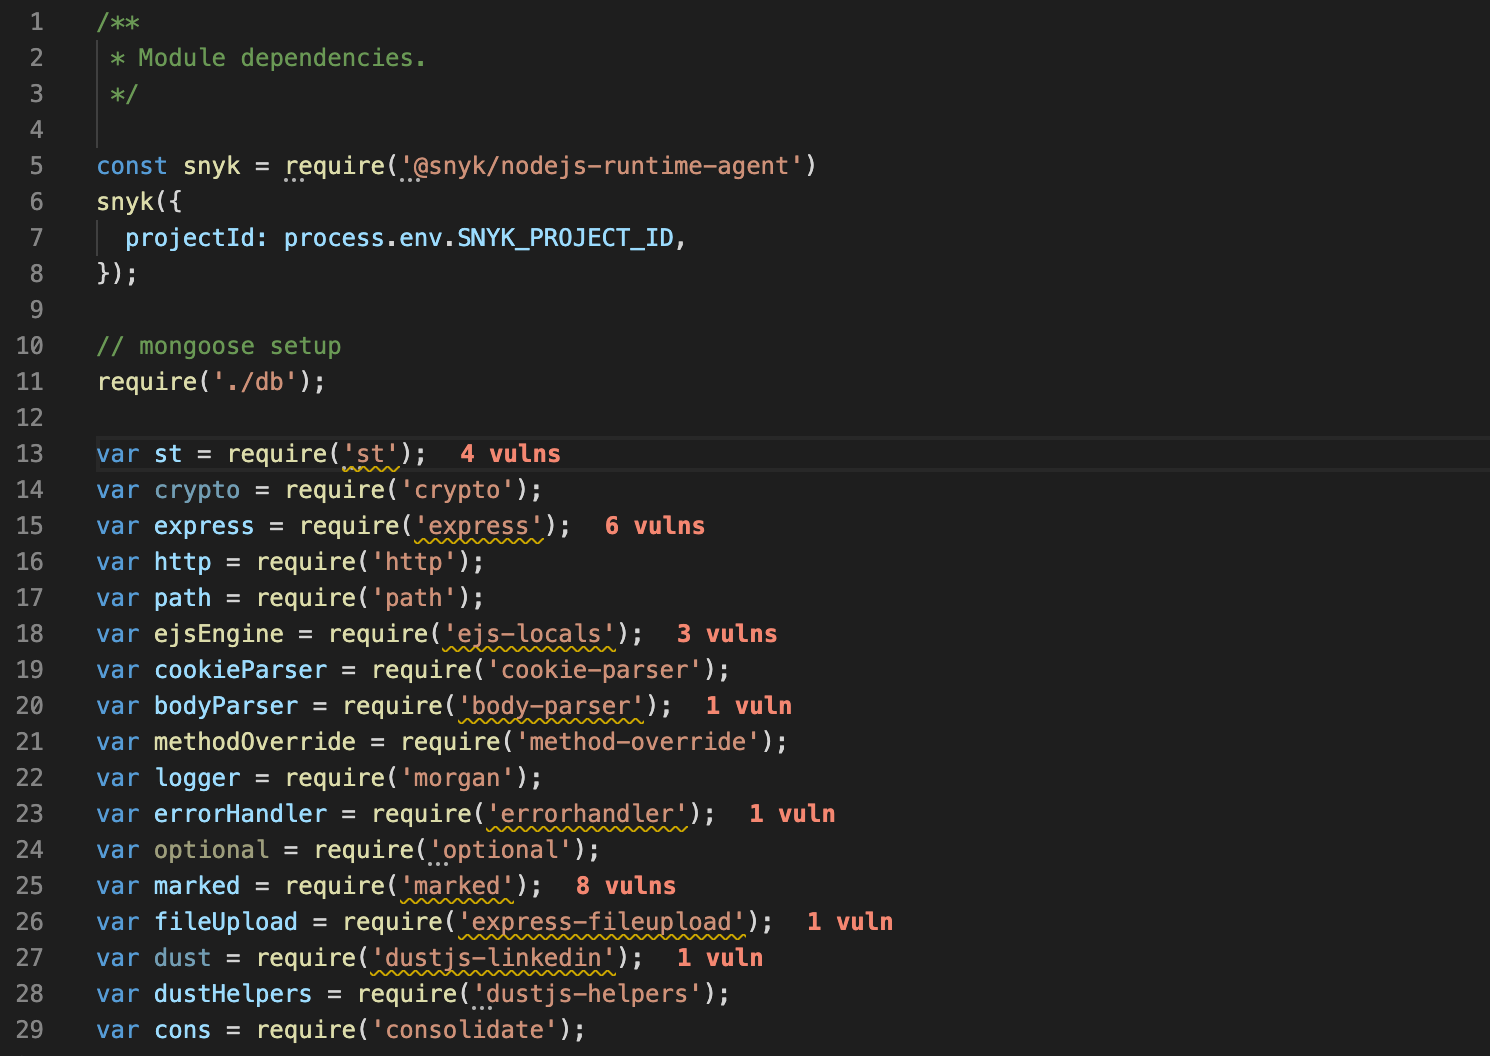 1 /**
2  * Module dependencies.
3  */
4
5 const snyk = require('@snyk/nodejs-runtime-agent')
6 snyk({
7   projectId: process.env.SNYK_PROJECT_ID,
8 });
9
10 // mongoose setup
11 require('./db');
12
13 var st = require('st'); 4 vulns
14 var crypto = require('crypto');
15 var express = require('express'); 6 vulns
16 var http = require('http');
17 var path = require('path');
18 var ejsEngine = require('ejs-locals'); 3 vulns
19 var cookieParser = require('cookie-parser');
20 var bodyParser = require('body-parser'); 1 vuln
21 var methodOverride = require('method-override');
22 var logger = require('morgan');
23 var errorHandler = require('errorhandler'); 1 vuln
24 var optional = require('optional');
25 var marked = require('marked'); 8 vulns
26 var fileUpload = require('express-fileupload'); 1 vuln
27 var dust = require('dustjs-linkedin'); 1 vuln
28 var dustHelpers = require('dustjs-helpers');
29 var cons = require('consolidate');